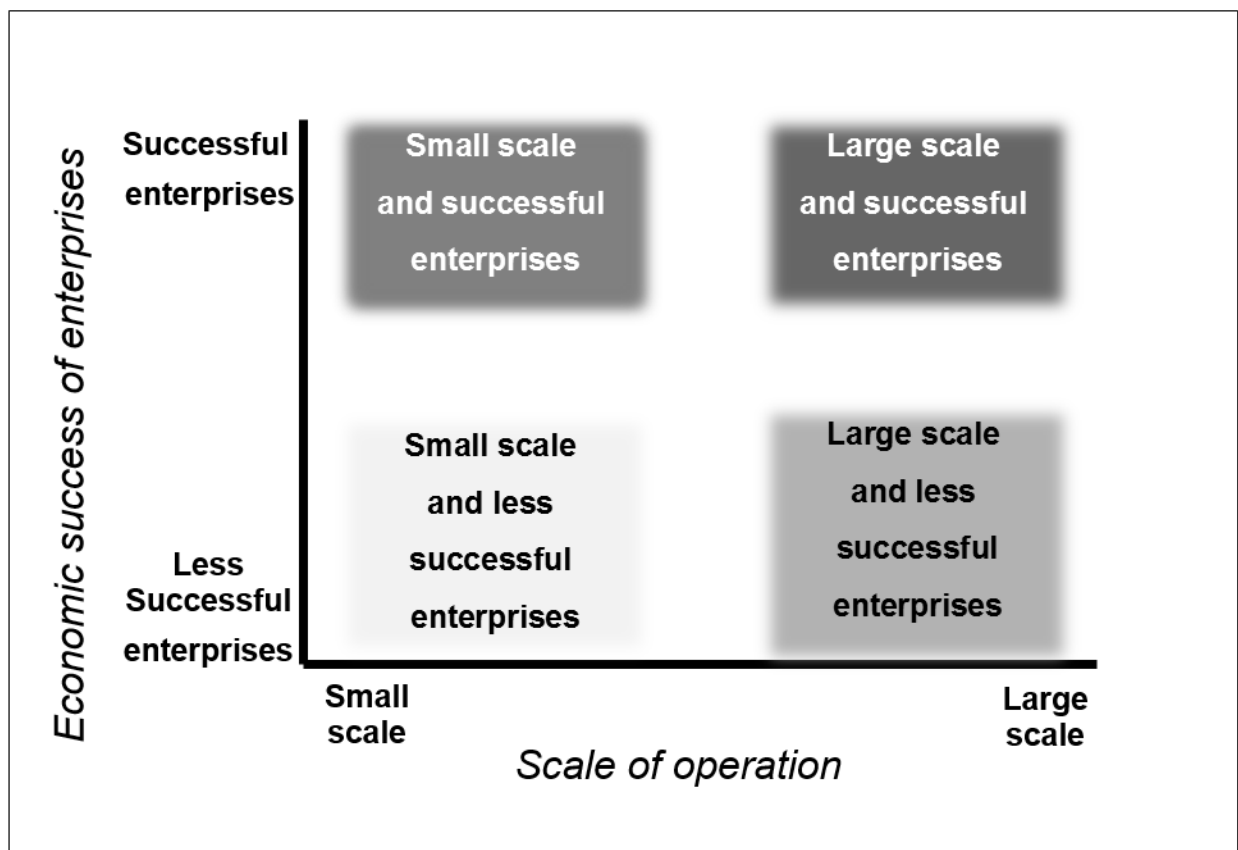 Economic success of enterprises
Successful
enterprises
Less
Successful
enterprises
Small scale
and successful
enterprises
Large scale
and successful
enterprises
Small scale
and less
successful
enterprises
Large scale
and less
successful
enterprises
Small
scale
Large
scale
Scale of operation